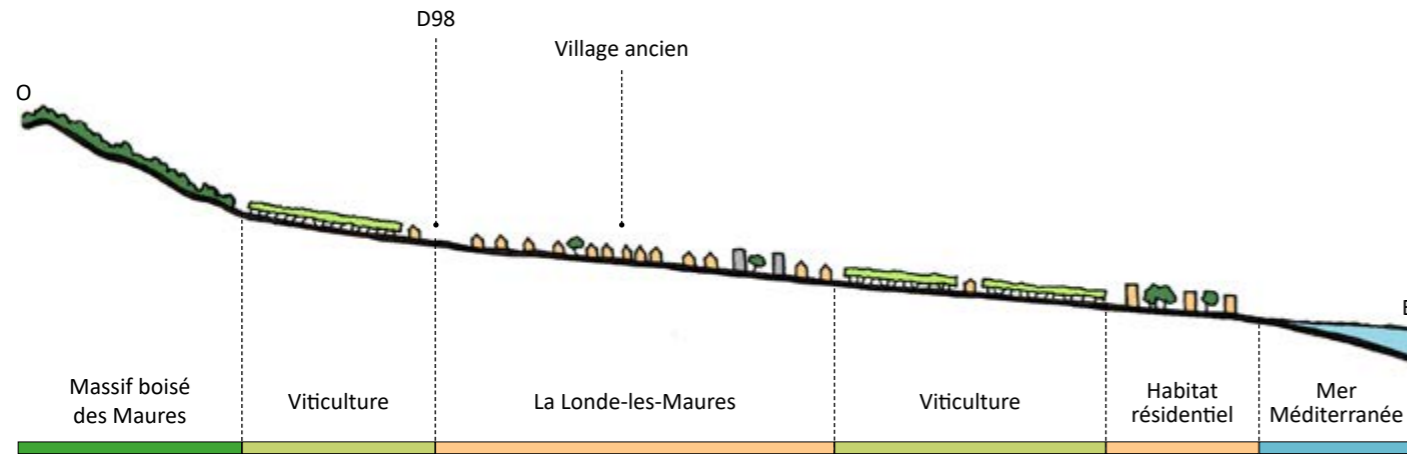 D98
Village ancien
O
E
Massif boisé
des Maures
Viticulture
La Londe-les-Maures
Viticulture
Habitat
résidentiel
Mer
Méditerranée